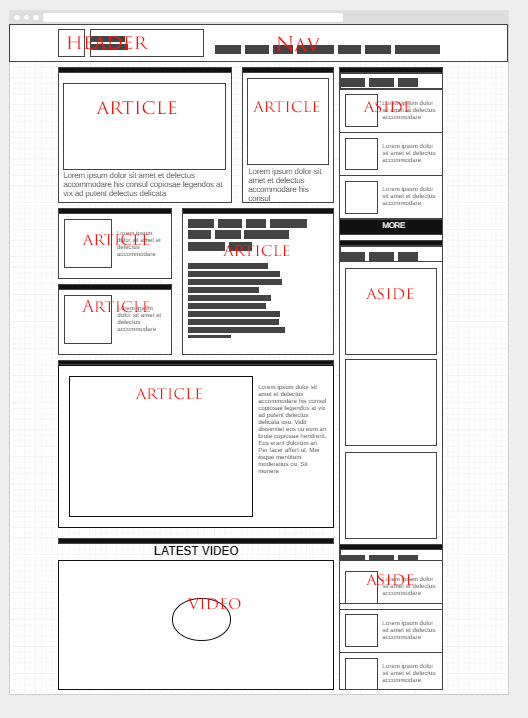 HEADER
NAV
ARTICLE
Lorem ipsum dolor sit amet et delectus
accommodare his consul copiosae legendos at
vix ad putent delectus delicata
ARTICLE
Lorem ipsum dolor sit
amet et delectus
accommodare his
consul
ASIDE
Lorem ipsum dolor
sit amet et delectus
accommodare.
Lorem ipsum dolor
sit amet et delectus
accommodare.
Lorem ipsum dolor
sit amet et delectus
accommodare.
MORE
ARTICLE
Lorem ipsum
dolor sit amet et
delectus
accommodare
ARTICLE
Lorem ipsum
dolor sit amet et
delectus
accommodare
ARTICLE
ASIDE
ARTICLE
Lorem ipsum dolor sit
amet et delectus
accommodare his consul
copiosae legendos at vix
ad putent delectus
delicata usu. Vidit
dissentiet eos cu eum an
brute copiosae hendrerit.
Eos erant dolorum an.
Per facer affert ut. Mei
iisque mentitum
moderatius cu. Sit
munere
LATEST VIDEO
VIDEO
ASIDE
Lorem ipsum dolor
sit amet et delectus
accommodare.
Lorem ipsum dolor
sit amet et delectus
accommodare.
Lorem ipsum dolor
sit amet et delectus
accommodare.